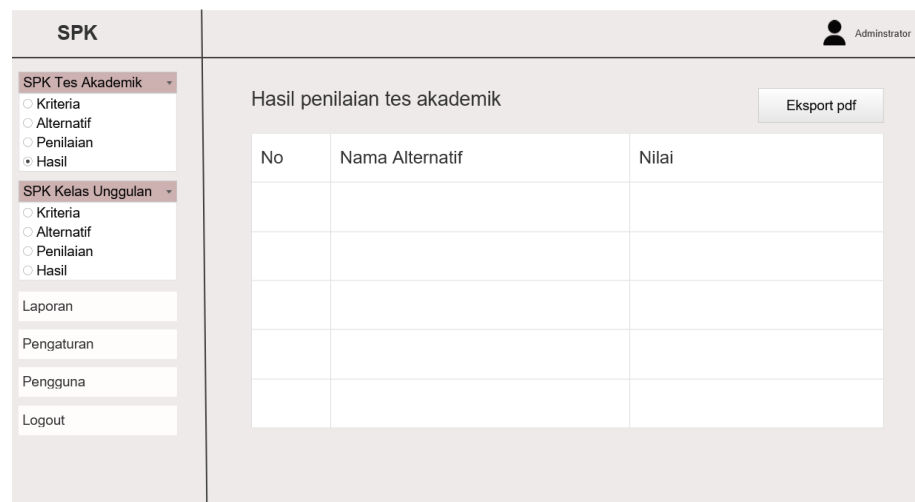 SPK
Adminstrator
SPK Tes Akademik
Kriteria
Alternatif
Penilaian
Hasil
SPK Kelas Unggulan
Kriteria
Alternatif
Penilaian
Hasil
Laporan
Pengaturan
Pengguna
Logout
Hasil penilaian tes akademik
Eksport pdf
No Nama Alternatif Nilai